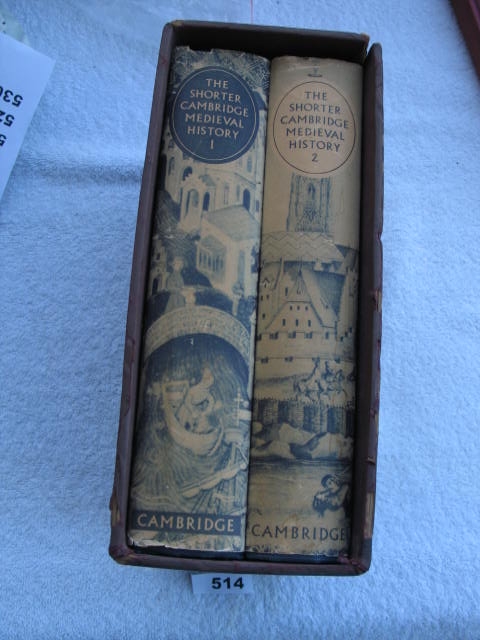 THE
SHORTER
CAMBRIDGE
MEDIEVAL
HISTORY
1
CAMBRIDGE
THE
SHORTER
CAMBRIDGE
MEDIEVAL
HISTORY
2
CAMBRIDGE
514